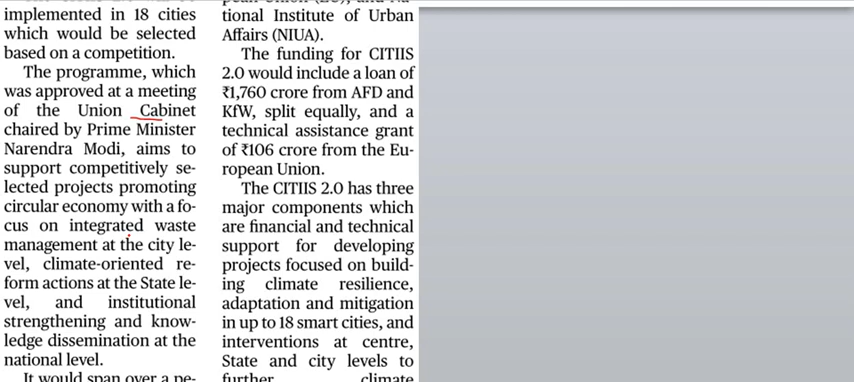 implemented in 18 cities
which would be selected
based on a competition.
The programme, which
was approved at a meeting
of the Union Cabinet
chaired by Prime Minister
Narendra Modi, aims to
support competitively se-
lected projects promoting
circular economy with a fo-
cus on integrated waste
management at the city le-
vel, climate-oriented re-
form actions at the State le-
vel, and institutional
strengthening and know-
ledge dissemination at the
national level.
It would span over a pe-
tional Institute of Urban
Affairs (NIUA).
The funding for CITIIS
2.0 would include a loan of
₹1,760 crore from AFD and
KfW, split equally, and a
technical assistance grant
of ₹106 crore from the Eu-
ropean Union.
The CITIIS 2.0 has three
major components which
are financial and technical
support for developing
projects focused on build-
ing climate resilience,
adaptation and mitigation
in up to 18 smart cities, and
interventions at centre,
State and city levels to
further climate